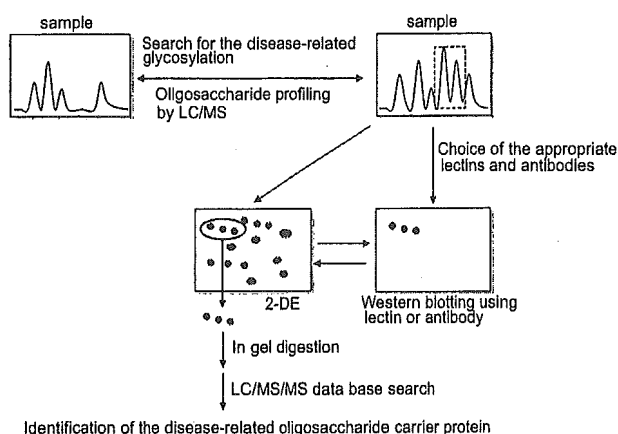 sample
sample
Search for the disease-related
glycosylation
Oligosaccharide profiling
by LC/MS
Choice of the appropriate
lectins and antibodies
2-DE
Western blotting using
lectin or antibody
In gel digestion
LC/MS/MS data base search
Identification of the disease-related oligosaccharide carrier protein